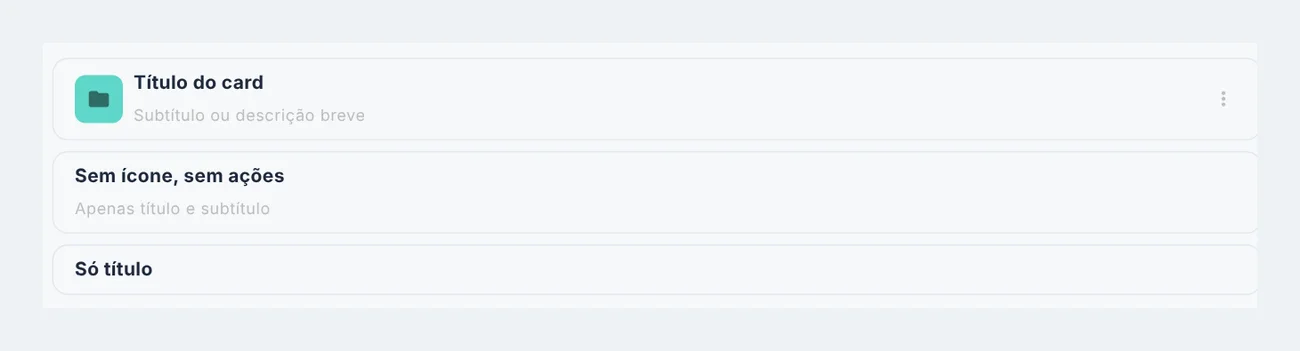 Título do card
Subtítulo ou descrição breve
Sem ícone, sem ações
Apenas título e subtítulo
Só título